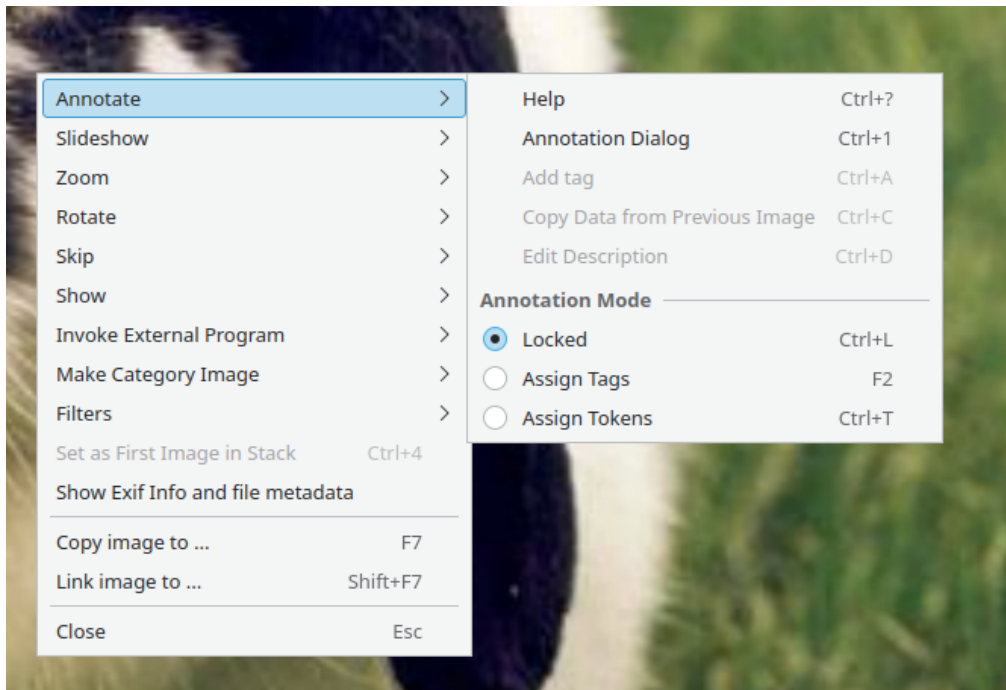 Annotate
Slideshow
Zoom
Rotate
Skip
Show
Invoke External Program
Make Category Image
Filters
Set as First Image in Stack Ctrl+4
Show Exif Info and file metadata
Copy image to ... F7
Link image to ... Shift+F7
Close Esc
Help Ctrl+?
Annotation Dialog Ctrl+1
Add tag Ctrl+A
Copy Data from Previous Image Ctrl+C
Edit Description Ctrl+D
Annotation Mode
Locked Ctrl+L
Assign Tags F2
Assign Tokens Ctrl+T